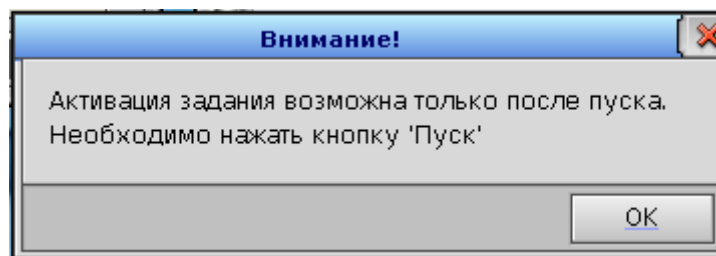 Внимание!
Активация задания возможна только после пуска.
Необходимо нажать кнопку 'Пуск'
OK